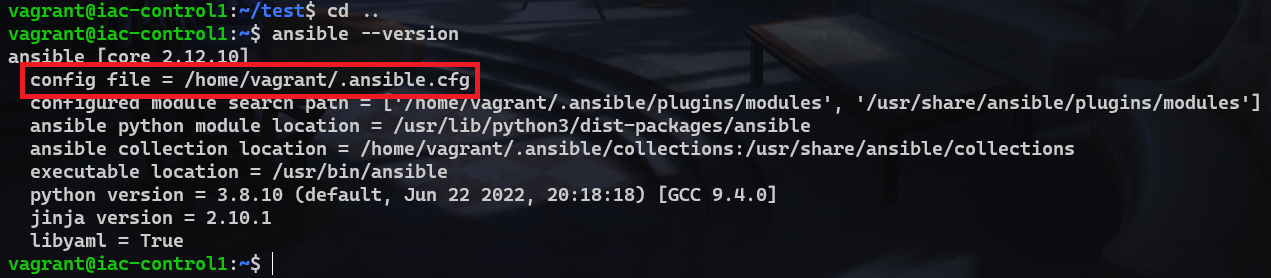 vagrant@iac-control1:~/test$ cd ..
vagrant@iac-control1:~$ ansible --version
ansible [core 2.12.10]
  config file = /home/vagrant/.ansible.cfg
  configured module search path = ['/home/vagrant/.ansible/plugins/modules', '/usr/share/ansible/plugins/modules']
  ansible python module location = /usr/lib/python3/dist-packages/ansible
  ansible collection location = /home/vagrant/.ansible/collections:/usr/share/ansible/collections
  executable location = /usr/bin/ansible
  python version = 3.8.10 (default, Jun 22 2022, 20:18:18) [GCC 9.4.0]
  jinja version = 2.10.1
  libyaml = True
vagrant@iac-control1:~$